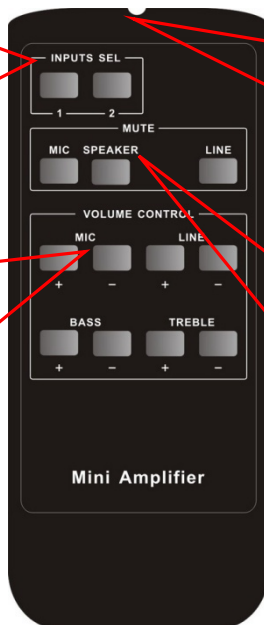 INPUTS SEL
1 2
MUTE
MIC SPEAKER LINE
VOLUME CONTROL
MIC LINE
+ - + -
BASS TREBLE
+ - + -
Mini Amplifier